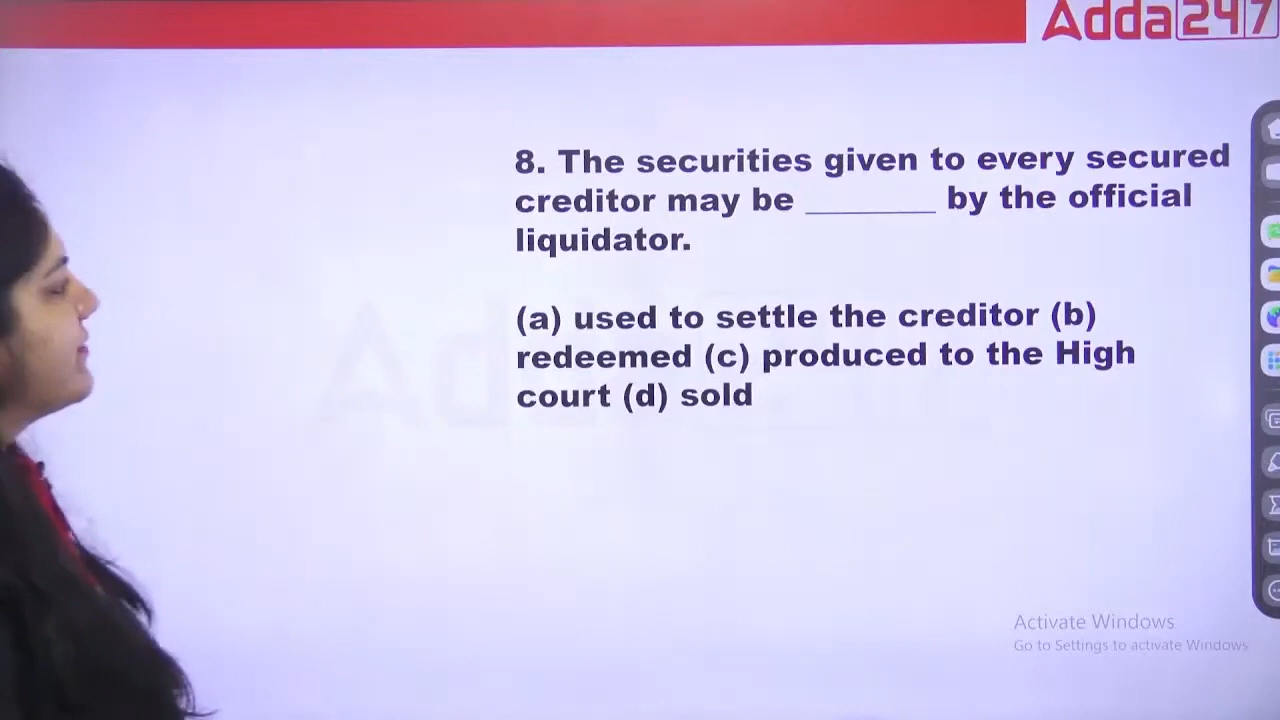 Adda247
8. The securities given to every secured
creditor may be ________ by the official
liquidator.
(a) used to settle the creditor (b)
redeemed (c) produced to the High
court (d) sold
Activate Windows
Go to Settings to activate Windows